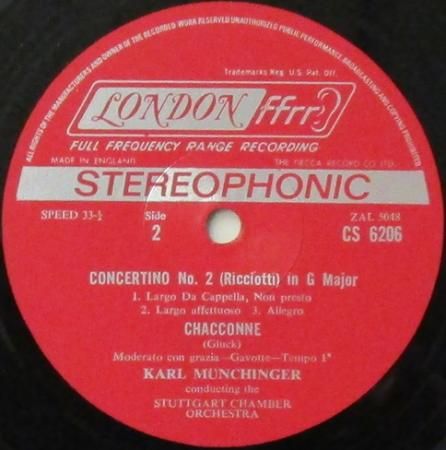 ALL RIGHTS OF THE MANUFACTURERS AND OWNER OF THE RECORDED WORK RESERVED UNAUTHORIZED PUBLIC PERFORMANCE BROADCASTING AND COPYING PROHIBITED
Trademarks Reg. U.S. Pat. Off.
LONDON ffrr
FULL FREQUENCY RANGE RECORDING
MADE IN ENGLAND THE DECCA RECORD CO LTD.
STEREOPHONIC
SPEED 33-⅓ Side ZAL 5048
2 CS 6206
CONCERTINO No. 2 (Ricciotti) in G Major
1. Largo Da Cappella, Non presto
2. Largo affettuoso 3. Allegro
CHACCONNE
(Gluck)
Moderato con grazia—Gavotte—Tempo 1°
KARL MÜNCHINGER
conducting the
STUTTGART CHAMBER
ORCHESTRA